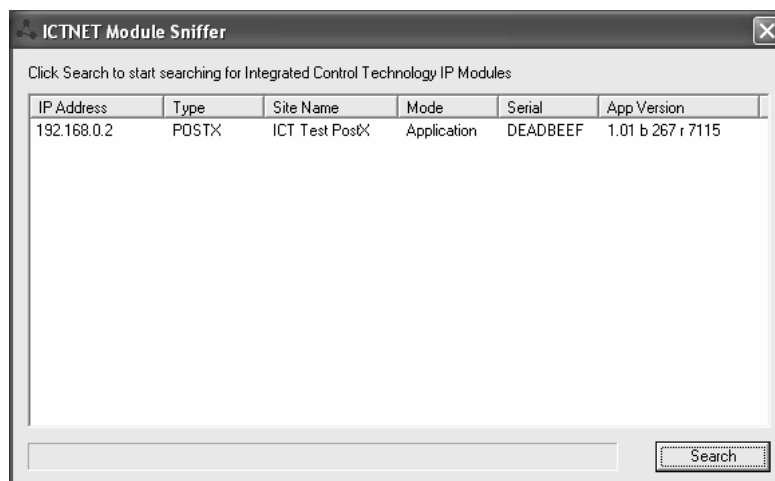 ICTNET Module Sniffer
Click Search to start searching for Integrated Control Technology IP Modules
IP Address Type Site Name Mode Serial App Version
192.168.0.2 POSTX ICT Test PostX Application DEADBEEF 1.01 b 267 r 7115
Search